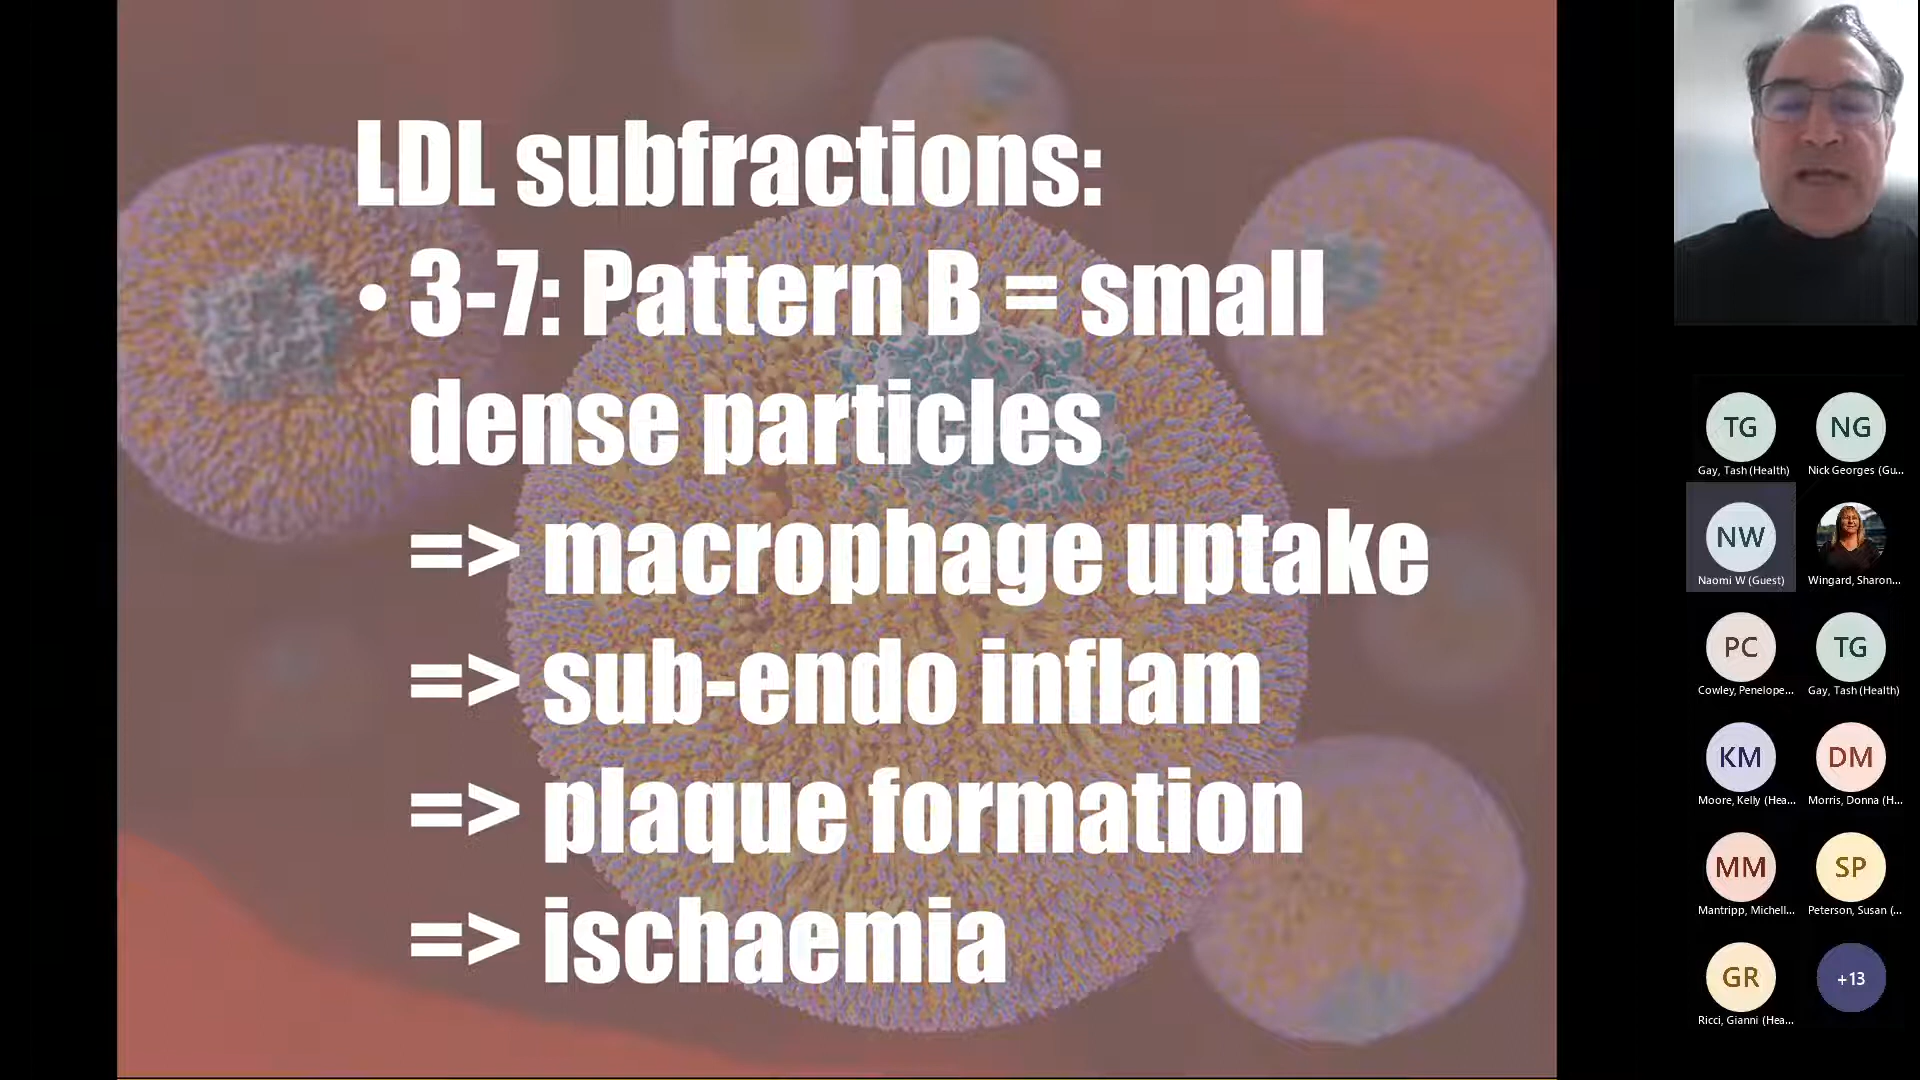 LDL subfractions:
• 3-7: Pattern B = small
dense particles
=> macrophage uptake
=> sub-endo inflam
=> plaque formation
=> ischaemia
TG
NG
Gay, Tash (Health)
Nick Georges (Gu...
NW
Naomi W (Guest)
Wingard, Sharon...
PC
TG
Cowley, Penelope...
Gay, Tash (Health)
KM
DM
Moore, Kelly (Hea...
Morris, Donna (H...
MM
SP
Mantripp, Michell...
Peterson, Susan (...
GR
+13
Ricci, Gianni (Hea...